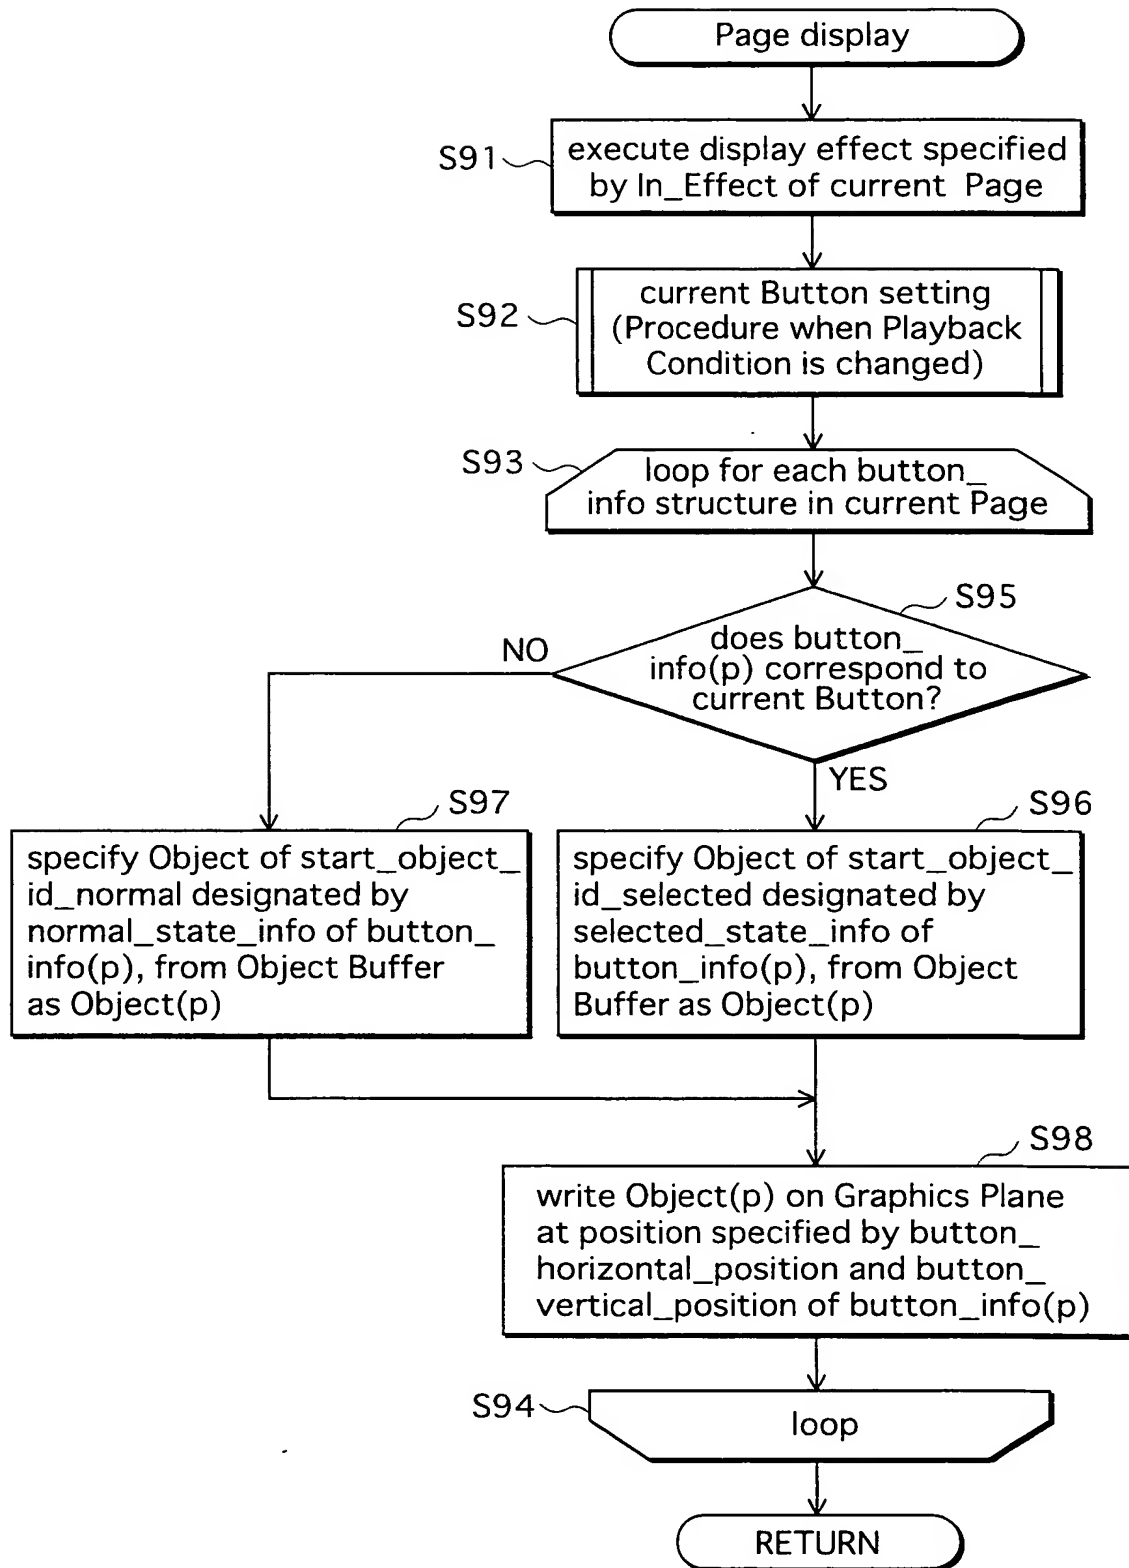 Page display
S91
execute display effect specified
by In_Effect of current Page
S92
current Button setting
(Procedure when Playback
Condition is changed)
S93
loop for each button_
info structure in current Page
S95
does button_
info(p) correspond to
current Button?
NO
YES
S97
specify Object of start_object_
id_normal designated by
normal_state_info of button_
info(p), from Object Buffer
as Object(p)
S96
specify Object of start_object_
id_selected designated by
selected_state_info of
button_info(p), from Object
Buffer as Object(p)
S98
write Object(p) on Graphics Plane
at position specified by button_
horizontal_position and button_
vertical_position of button_info(p)
S94
loop
RETURN